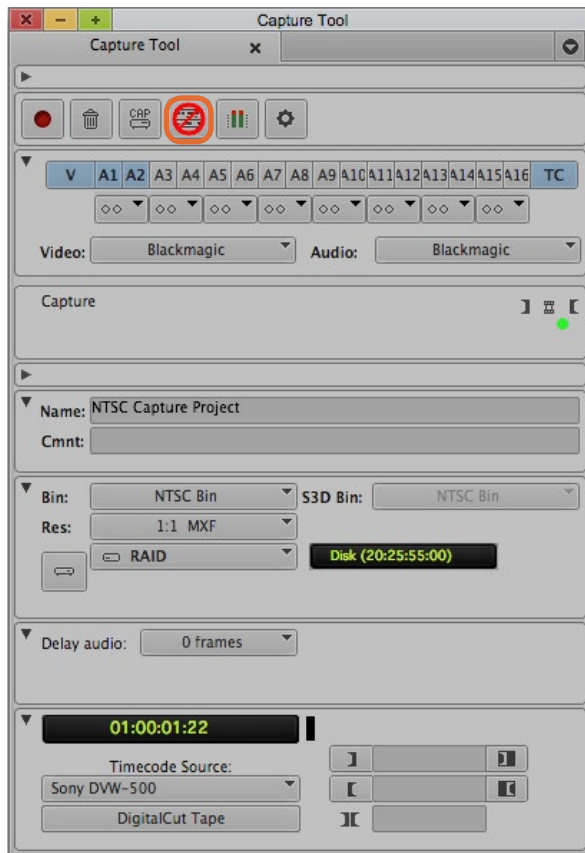 Capture Tool
Capture Tool
CAP
V A1 A2 A3 A4 A5 A6 A7 A8 A9 A10 A11 A12 A13 A14 A15 A16 TC
Video: Blackmagic Audio: Blackmagic
Capture
Name: NTSC Capture Project
Cmnt:
Bin: NTSC Bin S3D Bin: NTSC Bin
Res: 1:1 MXF
RAID Disk (20:25:55:00)
Delay audio: 0 frames
01:00:01:22
Timecode Source:
Sony DVW-500
DigitalCut Tape